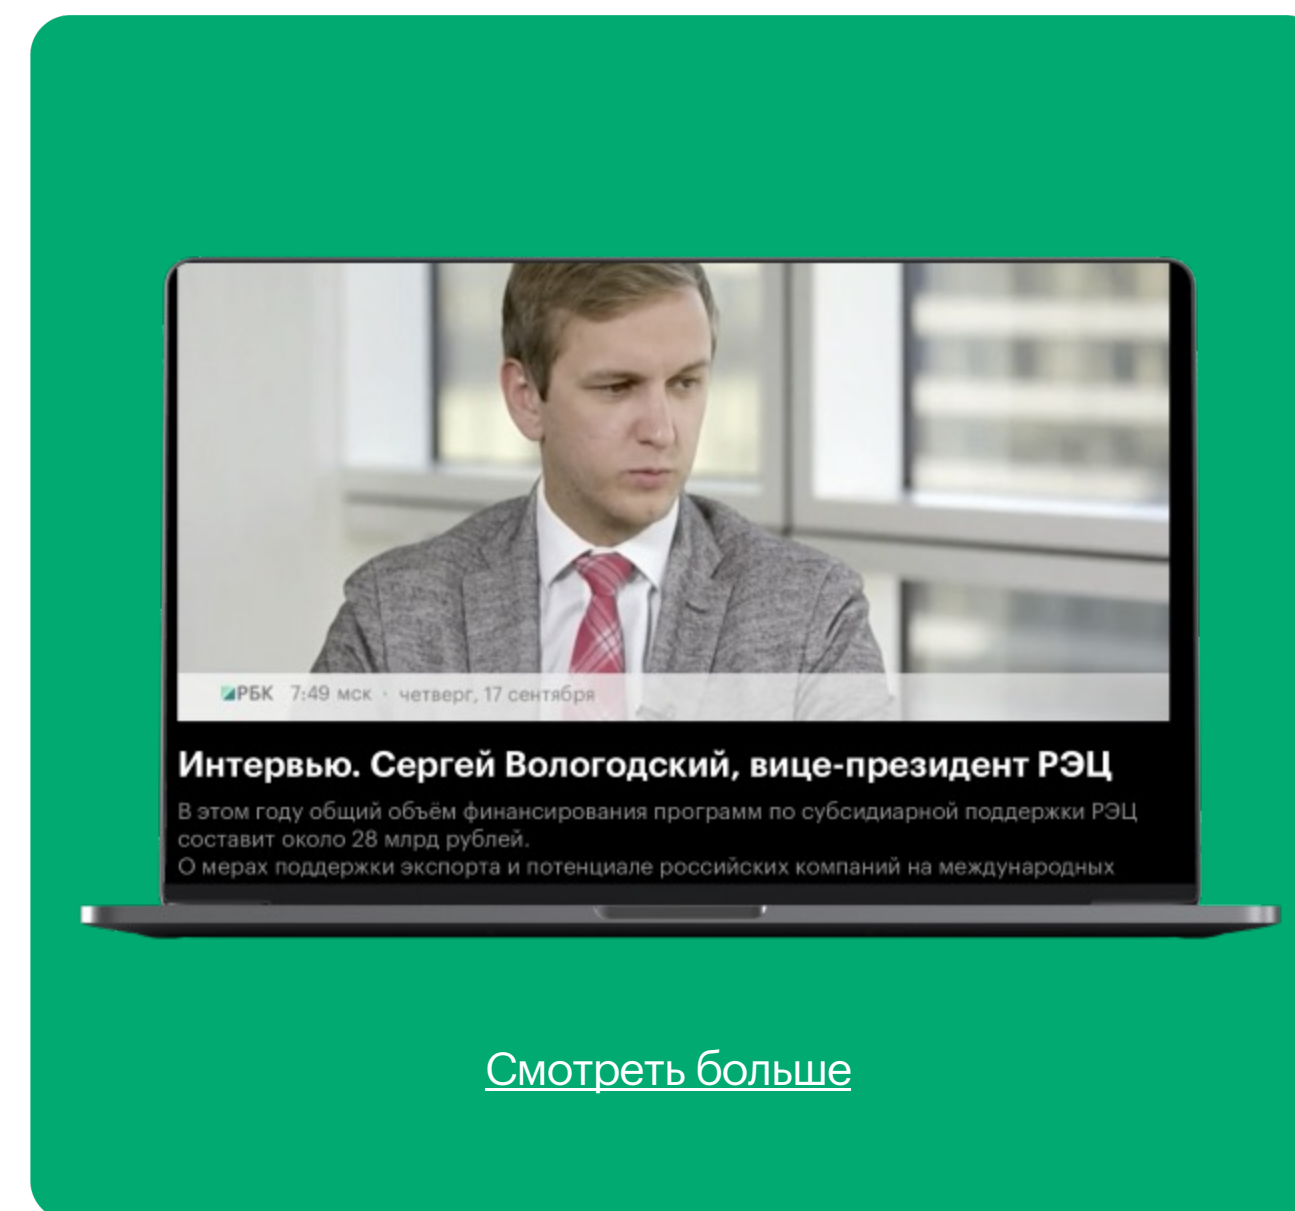 РБК 7:49 мск · четверг, 17 сентября
Интервью. Сергей Вологодский, вице-президент РЭЦ
В этом году общий объём финансирования программ по субсидиарной поддержки РЭЦ
составит около 28 млрд рублей.
О мерах поддержки экспорта и потенциале российских компаний на международных
Смотреть больше